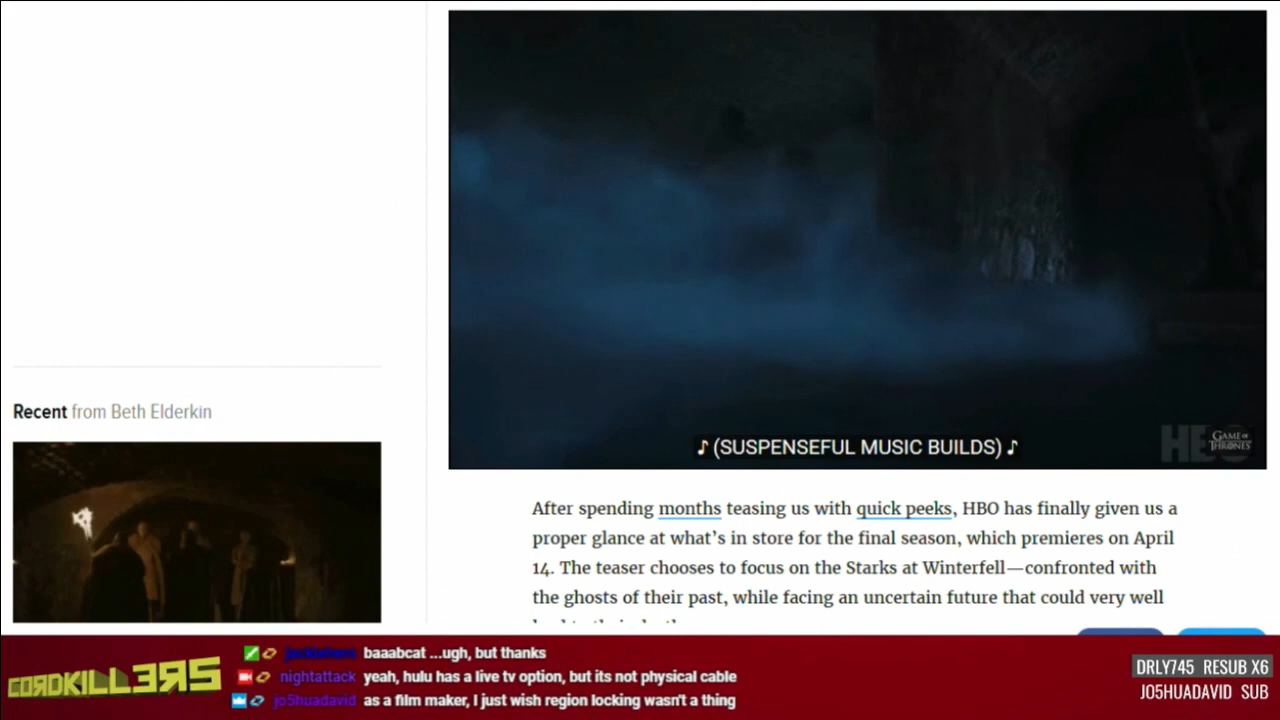 ♪ (SUSPENSEFUL MUSIC BUILDS) ♪
HBO
GAME OF THRONES
Recent from Beth Elderkin
After spending months teasing us with quick peeks, HBO has finally given us a
proper glance at what's in store for the final season, which premieres on April
14. The teaser chooses to focus on the Starks at Winterfell—confronted with
the ghosts of their past, while facing an uncertain future that could very well
CORDKILLERS
baaabcat ...ugh, but thanks
nightattack yeah, hulu has a live tv option, but its not physical cable
jo5huadavid as a film maker, I just wish region locking wasn't a thing
DRLY745 RESUB X6
JO5HUADAVID SUB